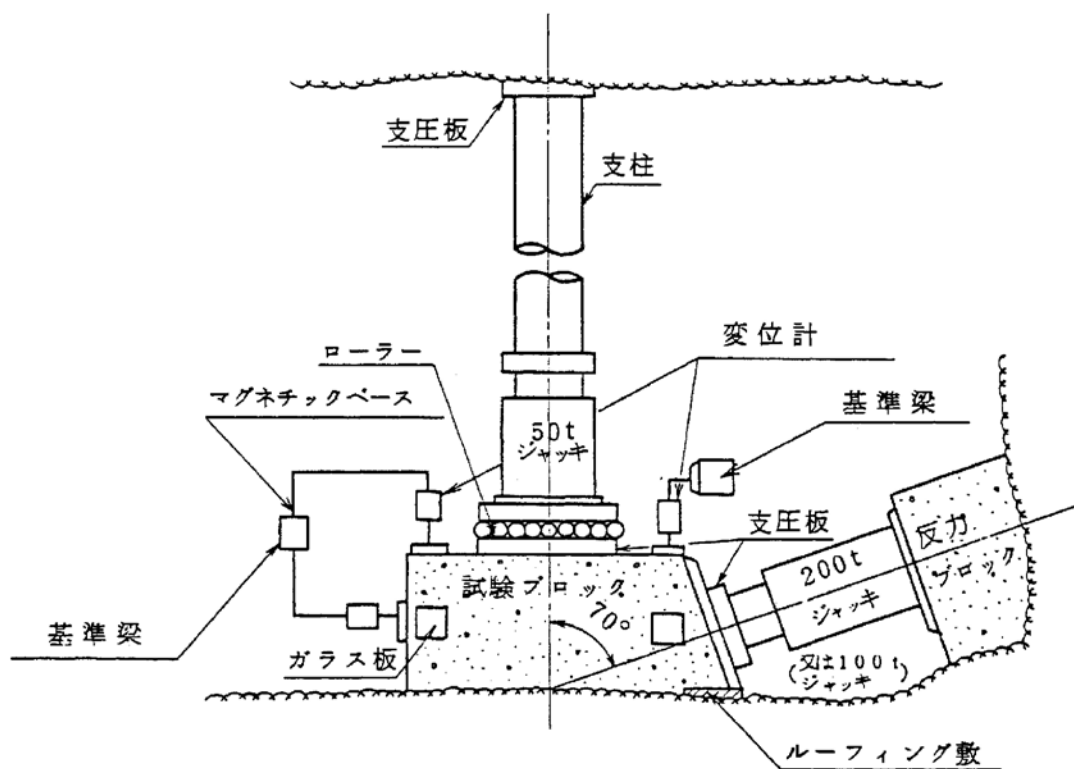 支圧板
支柱
変位計
ローラー
マグネチックベース
基準梁
50t
ジャッキ
支圧板
反力
ブロック
200t
ジャッキ
試験ブロック
70°
基準梁
ガラス板
(又は100t
ジャッキ)
ルーフィング敷